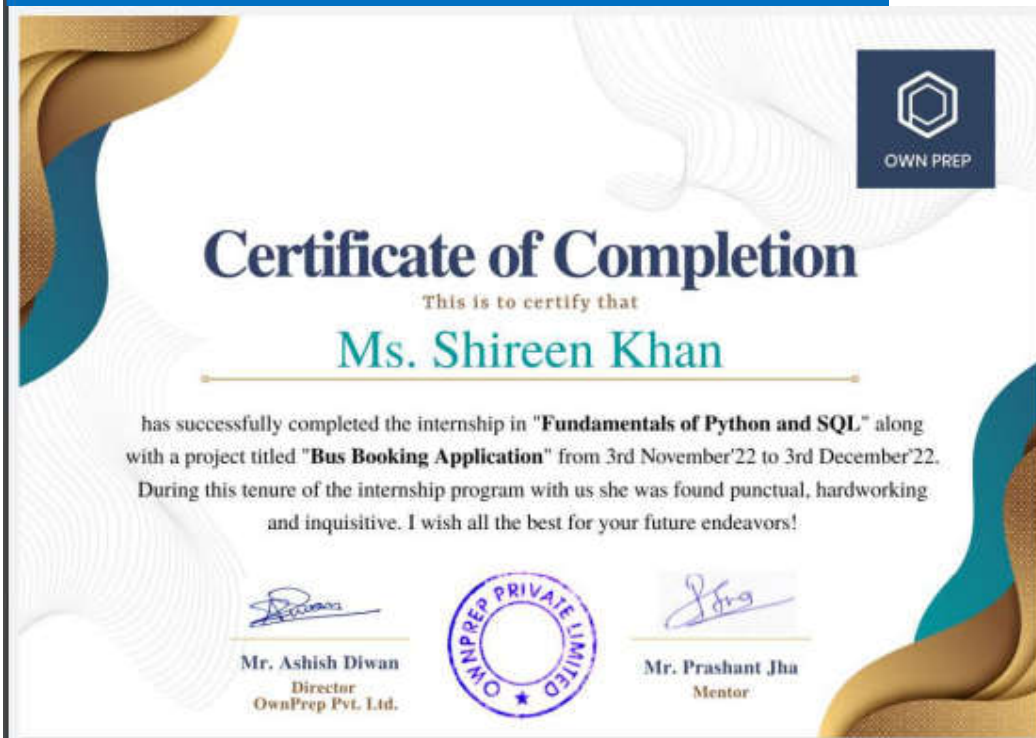 OWN PREP
Certificate of Completion
This is to certify that
Ms. Shireen Khan
has successfully completed the internship in "Fundamentals of Python and SQL" along
with a project titled "Bus Booking Application" from 3rd November'22 to 3rd December'22.
During this tenure of the internship program with us she was found punctual, hardworking
and inquisitive. I wish all the best for your future endeavors!
OWNPREP PRIVATE LIMITED
Mr. Ashish Diwan
Director
OwnPrep Pvt. Ltd.
Mr. Prashant Jha
Mentor